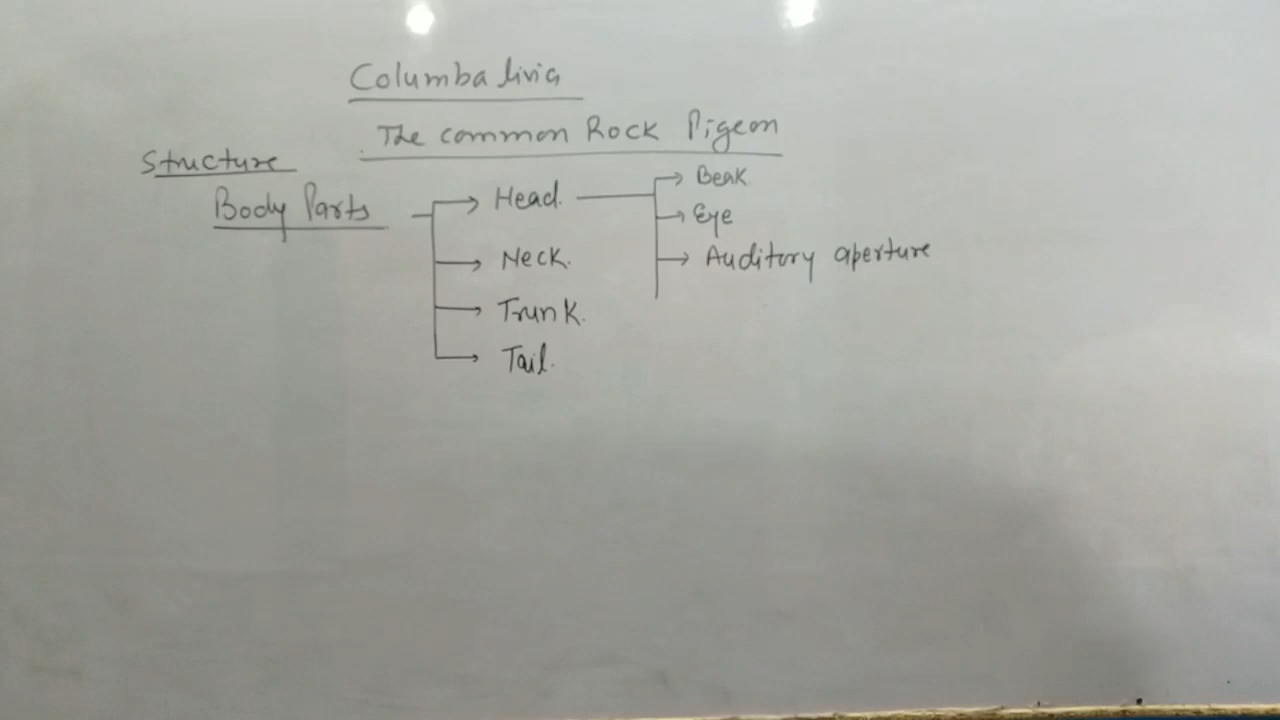 Columba livia
The common Rock Pigeon
Structure
Body Parts
Head.
Neck.
Trunk.
Tail.
Beak.
Eye
Auditory aperture